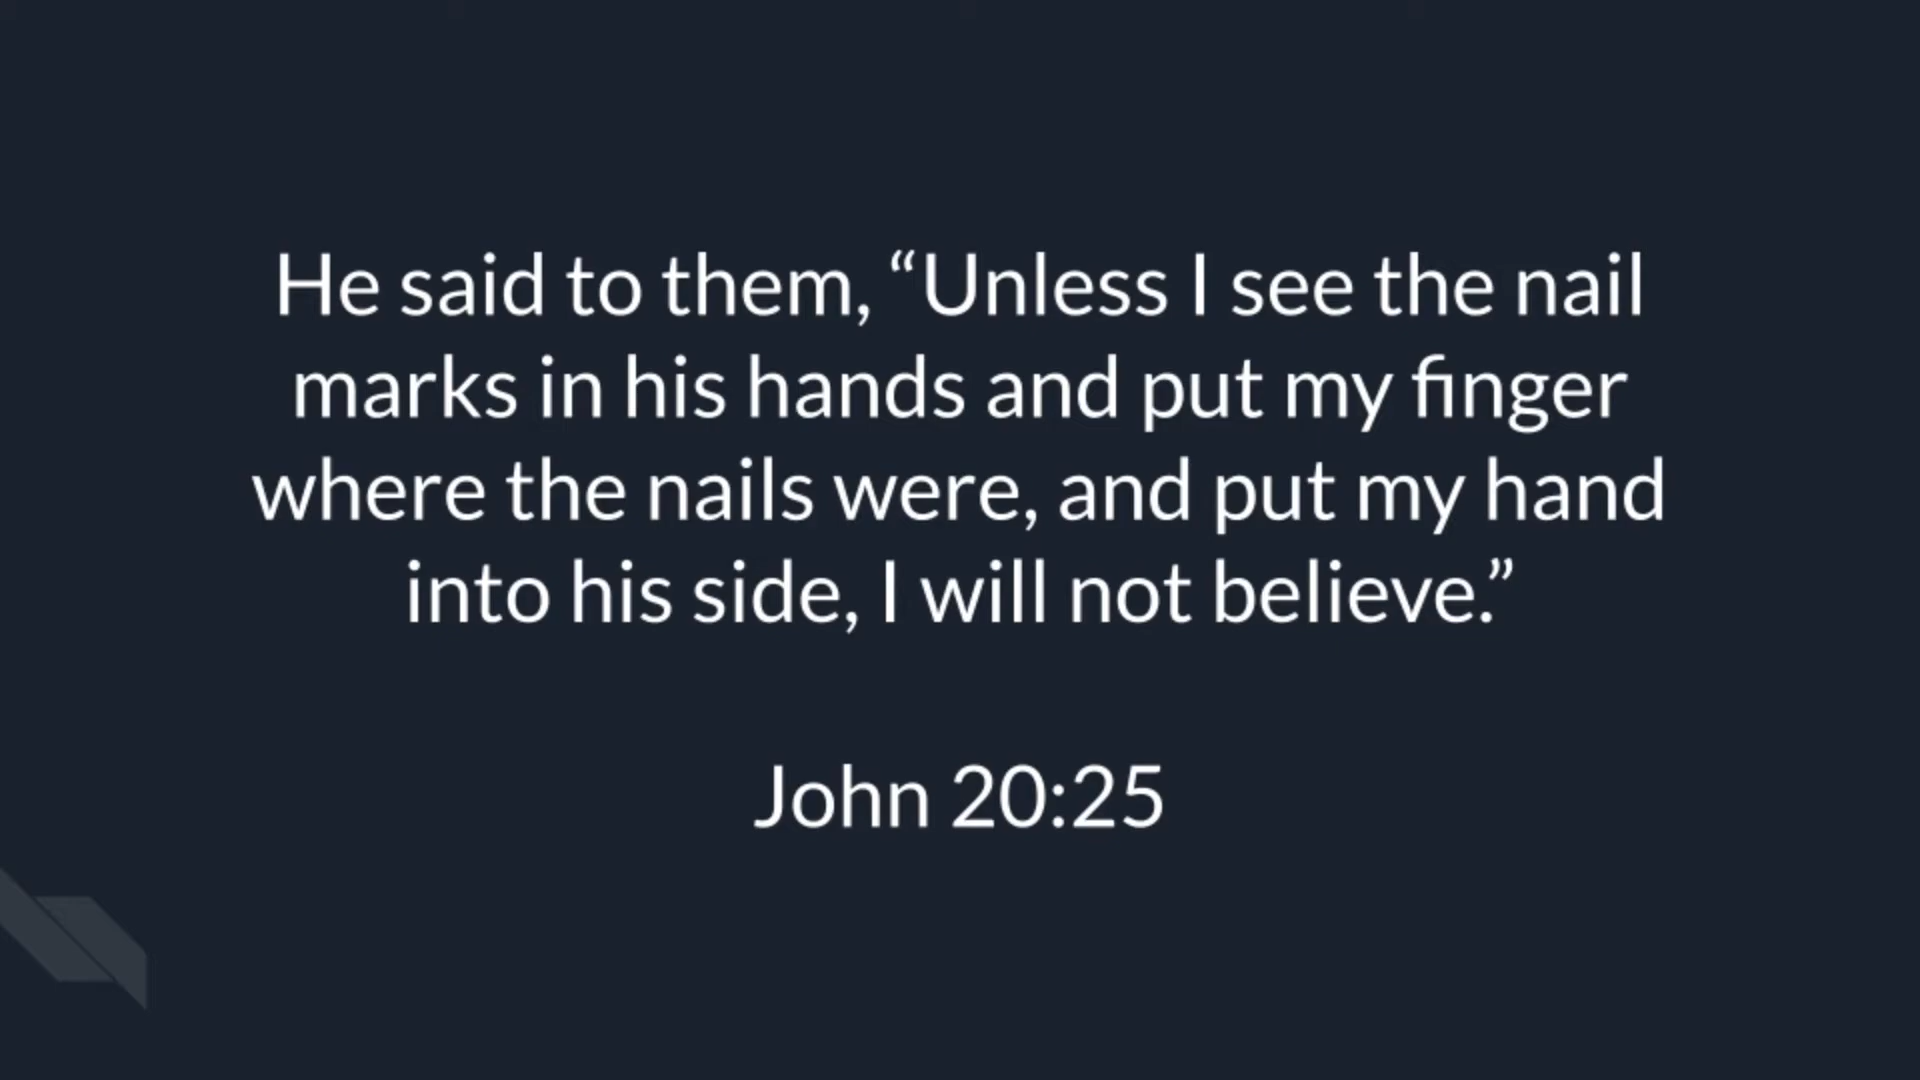 He said to them, “Unless I see the nail
marks in his hands and put my finger
where the nails were, and put my hand
into his side, I will not believe.”
John 20:25